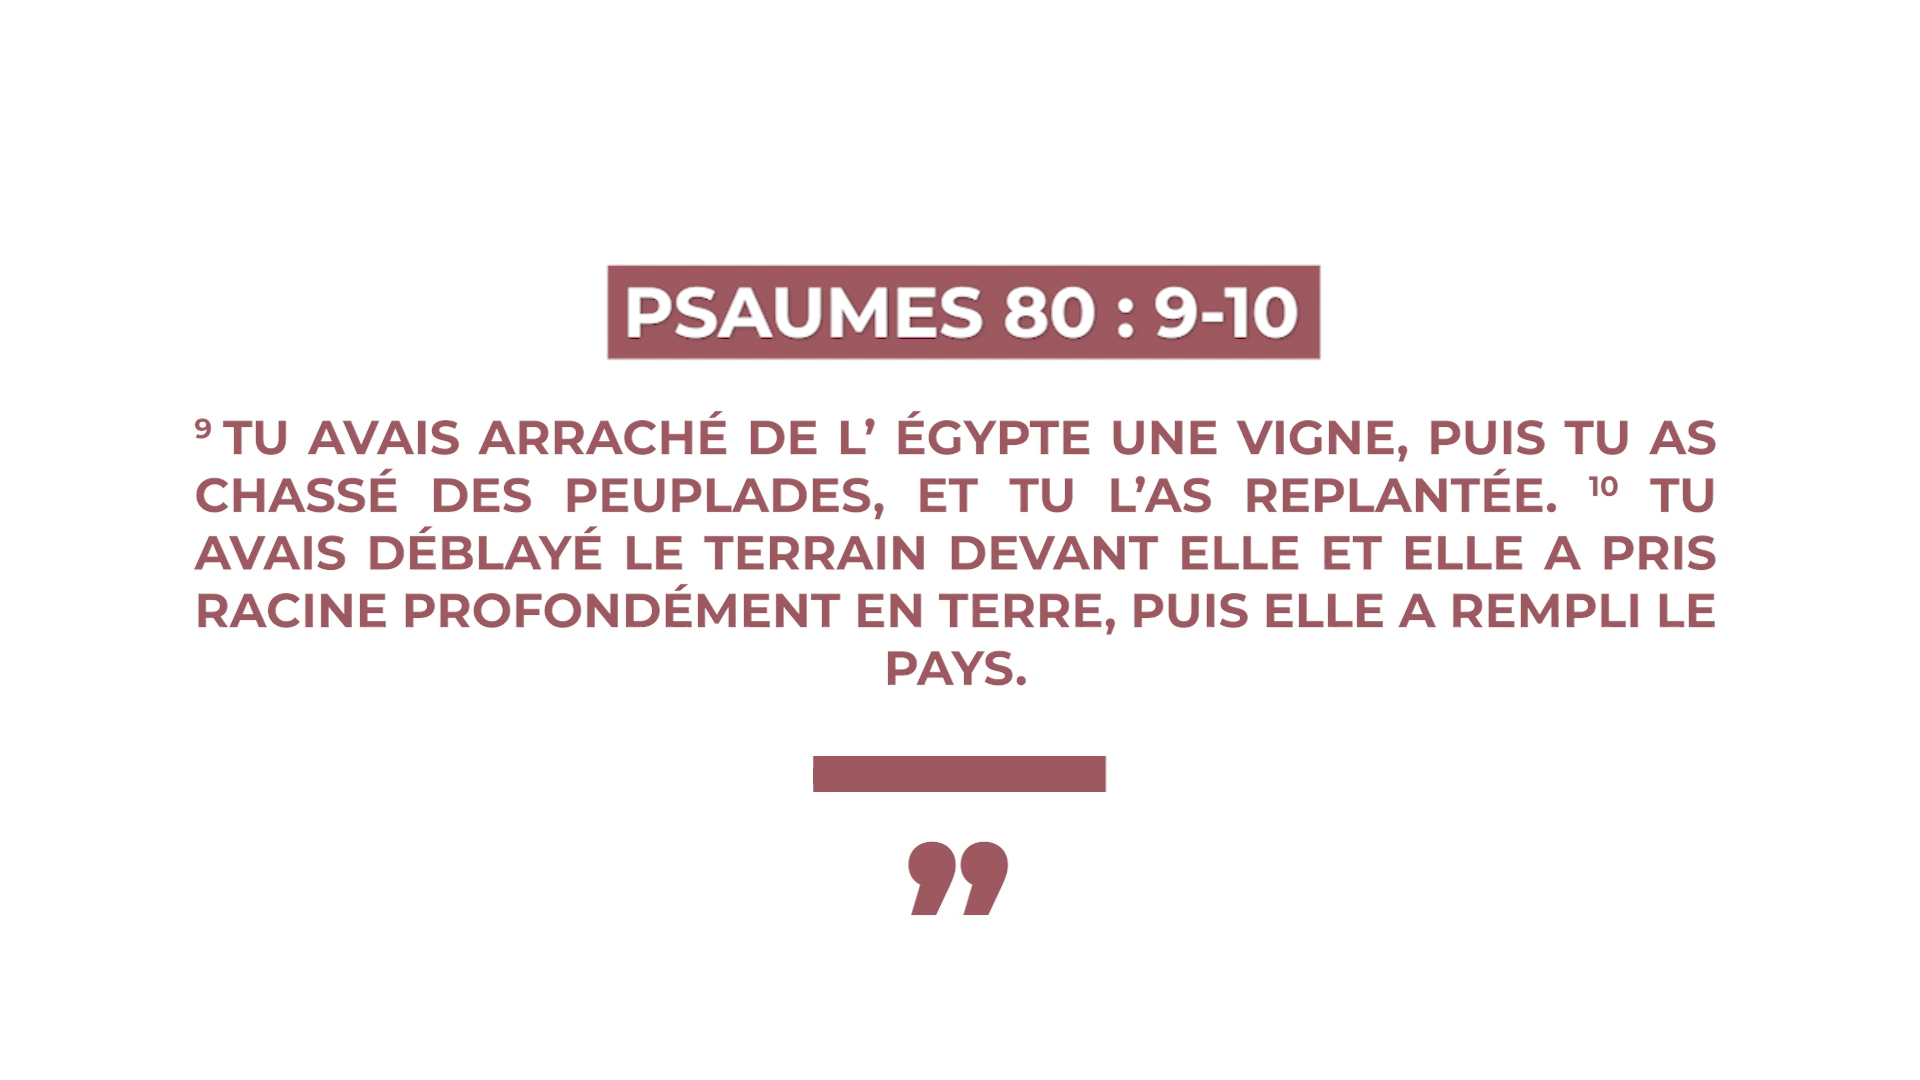 PSAUMES 80 : 9-10
⁹ TU AVAIS ARRACHÉ DE L’ ÉGYPTE UNE VIGNE, PUIS TU AS
CHASSÉ DES PEUPLADES, ET TU L’AS REPLANTÉE. ¹⁰ TU
AVAIS DÉBLAYÉ LE TERRAIN DEVANT ELLE ET ELLE A PRIS
RACINE PROFONDÉMENT EN TERRE, PUIS ELLE A REMPLI LE
PAYS.
”